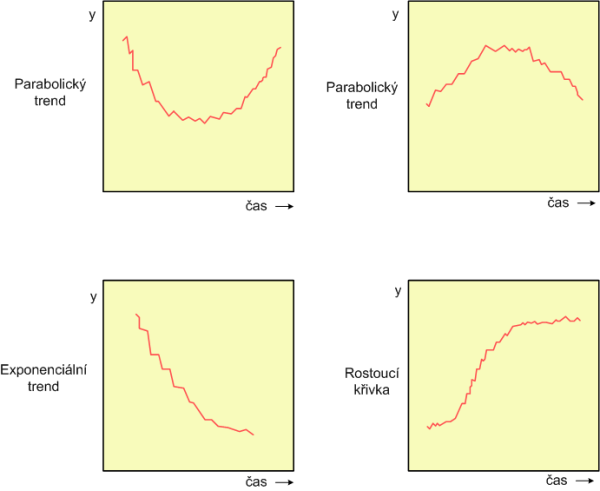 y
Parabolický
trend
čas
y
Parabolický
trend
čas
y
Exponenciální
trend
čas
y
Rostoucí
křivka
čas